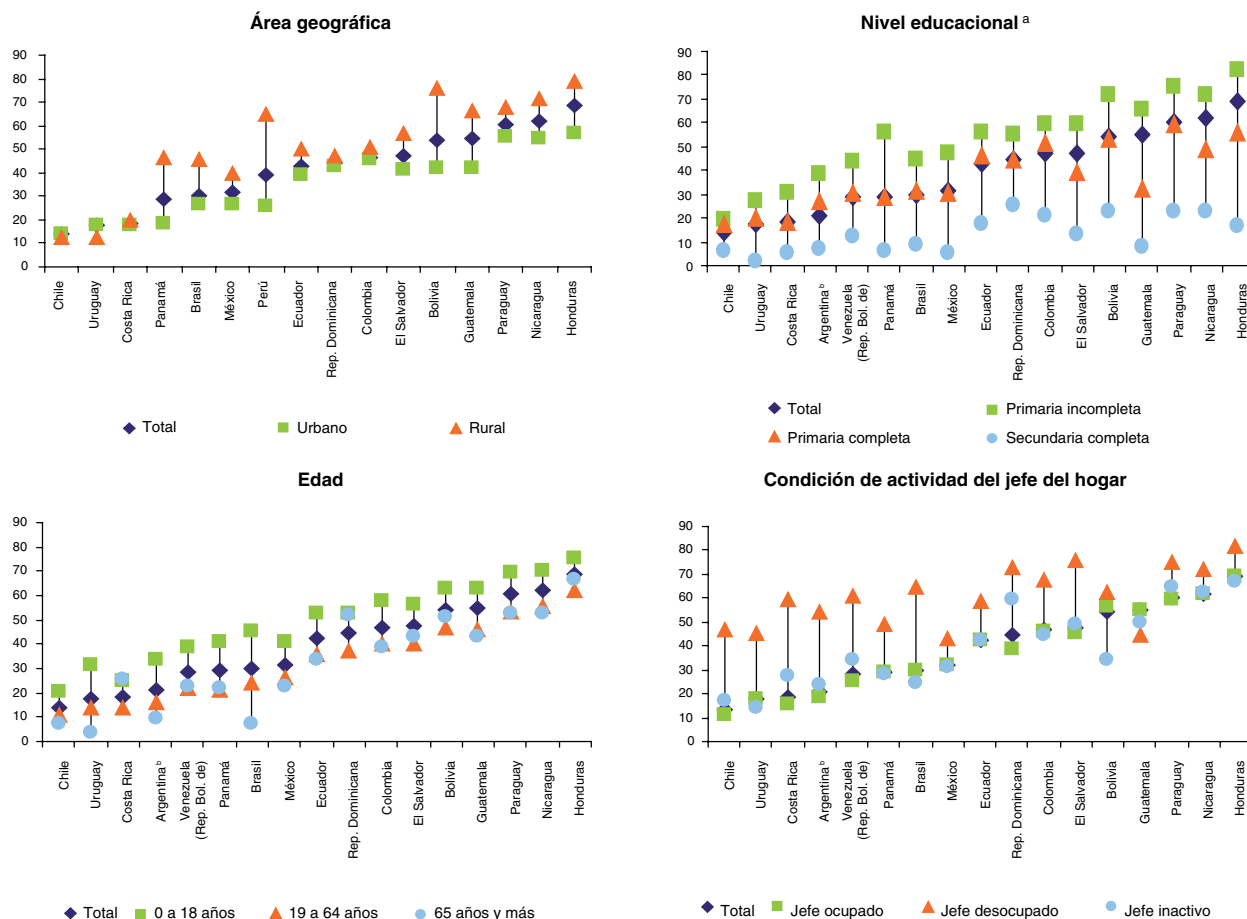 Área geográfica
90
80
70
60
50
40
30
20
10
0
Chile
Uruguay
Costa Rica
Panamá
Brasil
México
Perú
Ecuador
Rep. Dominicana
Colombia
El Salvador
Bolivia
Guatemala
Paraguay
Nicaragua
Honduras
Total
Urbano
Rural
Nivel educacional a
90
80
70
60
50
40
30
20
10
0
Chile
Uruguay
Costa Rica
Argentina b
Venezuela
(Rep. Bol. de)
Panamá
Brasil
México
Ecuador
Rep. Dominicana
Colombia
El Salvador
Bolivia
Guatemala
Paraguay
Nicaragua
Honduras
Total
Primaria incompleta
Primaria completa
Secundaria completa
Edad
90
80
70
60
50
40
30
20
10
0
Chile
Uruguay
Costa Rica
Argentina b
Venezuela
(Rep. Bol. de)
Panamá
Brasil
México
Ecuador
Rep. Dominicana
Colombia
El Salvador
Bolivia
Guatemala
Paraguay
Nicaragua
Honduras
Total
0 a 18 años
19 a 64 años
65 años y más
Condición de actividad del jefe del hogar
90
80
70
60
50
40
30
20
10
0
Chile
Uruguay
Costa Rica
Argentina b
Venezuela
(Rep. Bol. de)
Panamá
Brasil
México
Ecuador
Rep. Dominicana
Colombia
El Salvador
Bolivia
Guatemala
Paraguay
Nicaragua
Honduras
Total
Jefe ocupado
Jefe desocupado
Jefe inactivo